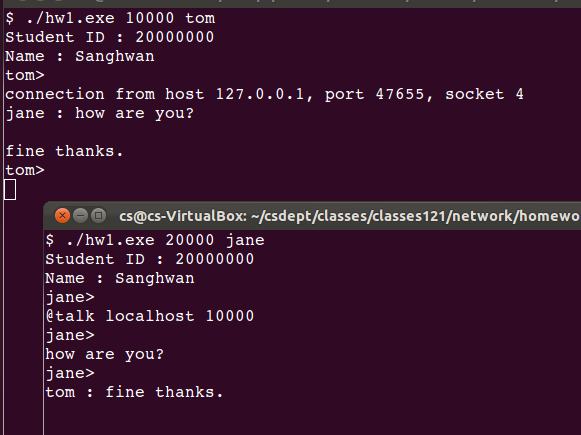 $ ./hw1.exe 10000 tom
Student ID : 20000000
Name : Sanghwan
tom>
connection from host 127.0.0.1, port 47655, socket 4
jane : how are you?
fine thanks.
tom>
cs@cs-VirtualBox: ~/csdept/classes/classes121/network/homewo
$ ./hw1.exe 20000 jane
Student ID : 20000000
Name : Sanghwan
jane>
@talk localhost 10000
jane>
how are you?
jane>
tom : fine thanks.